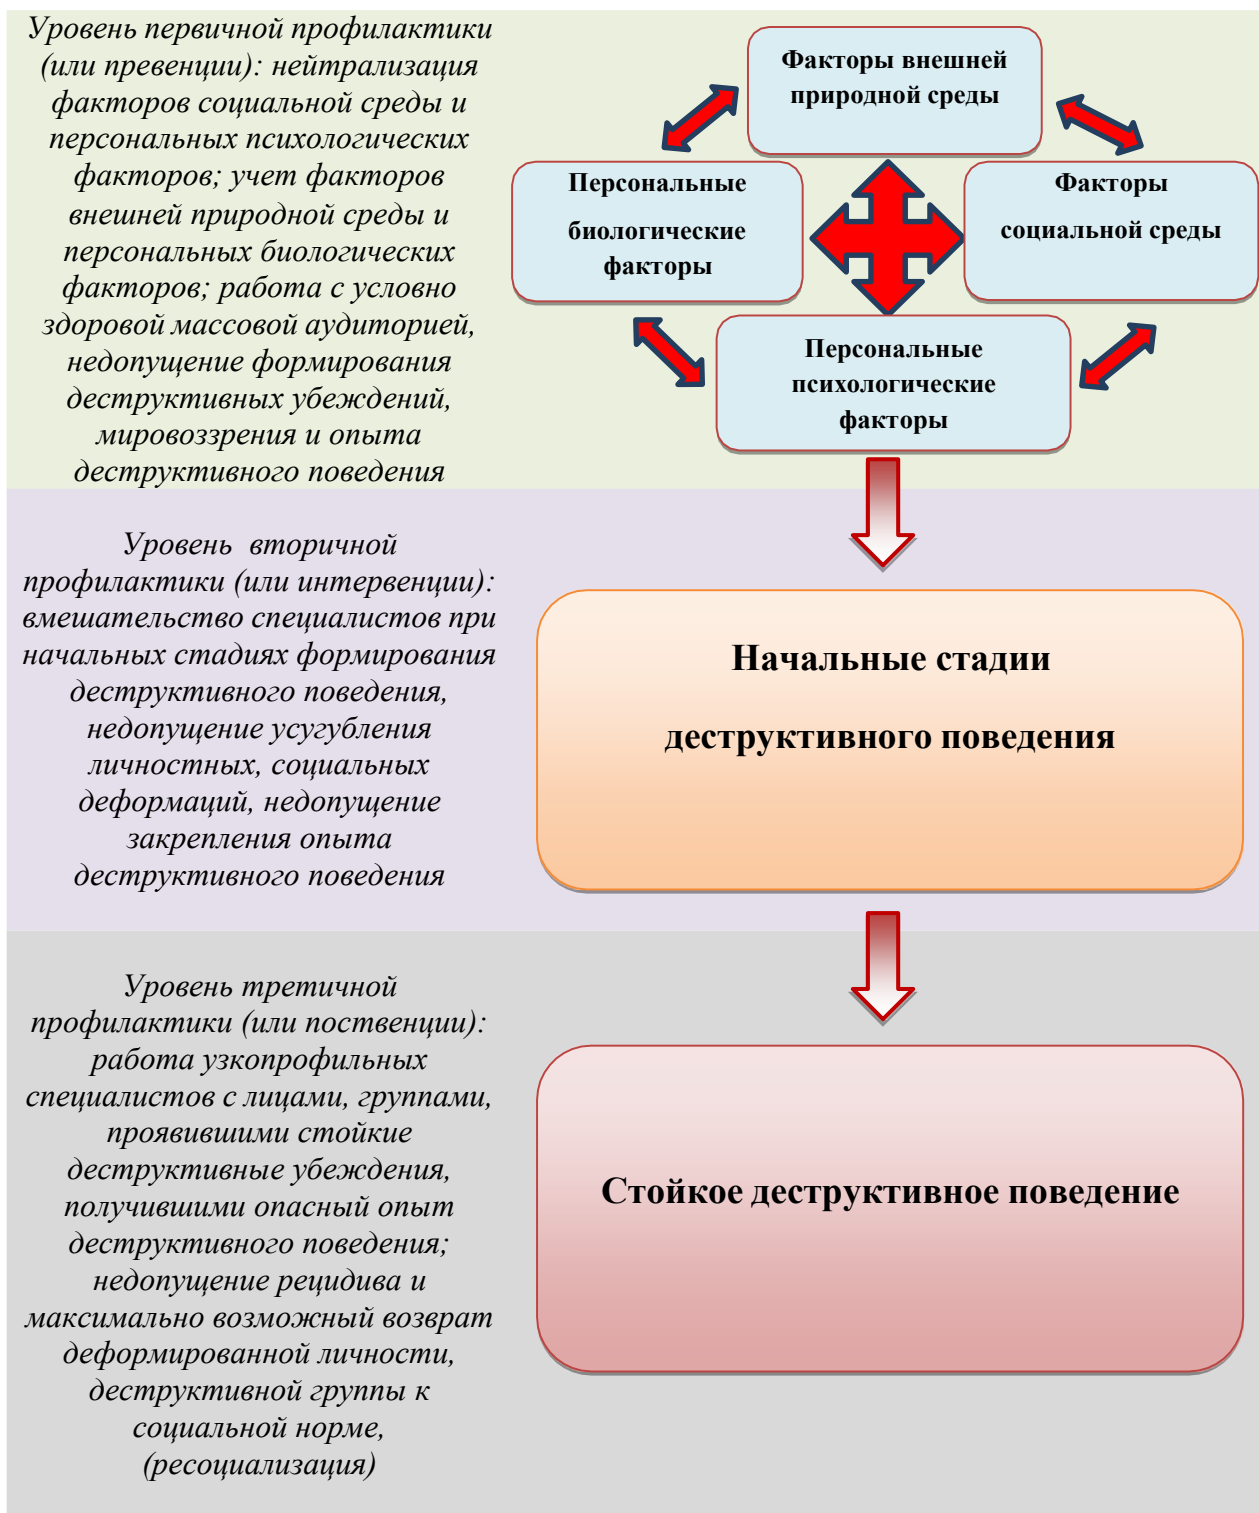 Уровень первичной профилактики
(или превенции): нейтрализация
факторов социальной среды и
персональных психологических
факторов; учет факторов
внешней природной среды и
персональных биологических
факторов; работа с условно
здоровой массовой аудиторией,
недопущение формирования
деструктивных убеждений,
мировоззрения и опыта
деструктивного поведения
Факторы внешней
природной среды
Персональные
биологические
факторы
Факторы
социальной среды
Персональные
психологические
факторы
Уровень вторичной
профилактики (или интервенции):
вмешательство специалистов при
начальных стадиях формирования
деструктивного поведения,
недопущение усугубления
личностных, социальных
деформаций, недопущение
закрепления опыта
деструктивного поведения
Начальные стадии
деструктивного поведения
Уровень третичной
профилактики (или поственции):
работа узкопрофильных
специалистов с лицами, группами,
проявившими стойкие
деструктивные убеждения,
получившими опасный опыт
деструктивного поведения;
недопущение рецидива и
максимально возможный возврат
деформированной личности,
деструктивной группы к
социальной норме,
(ресоциализация)
Стойкое деструктивное поведение